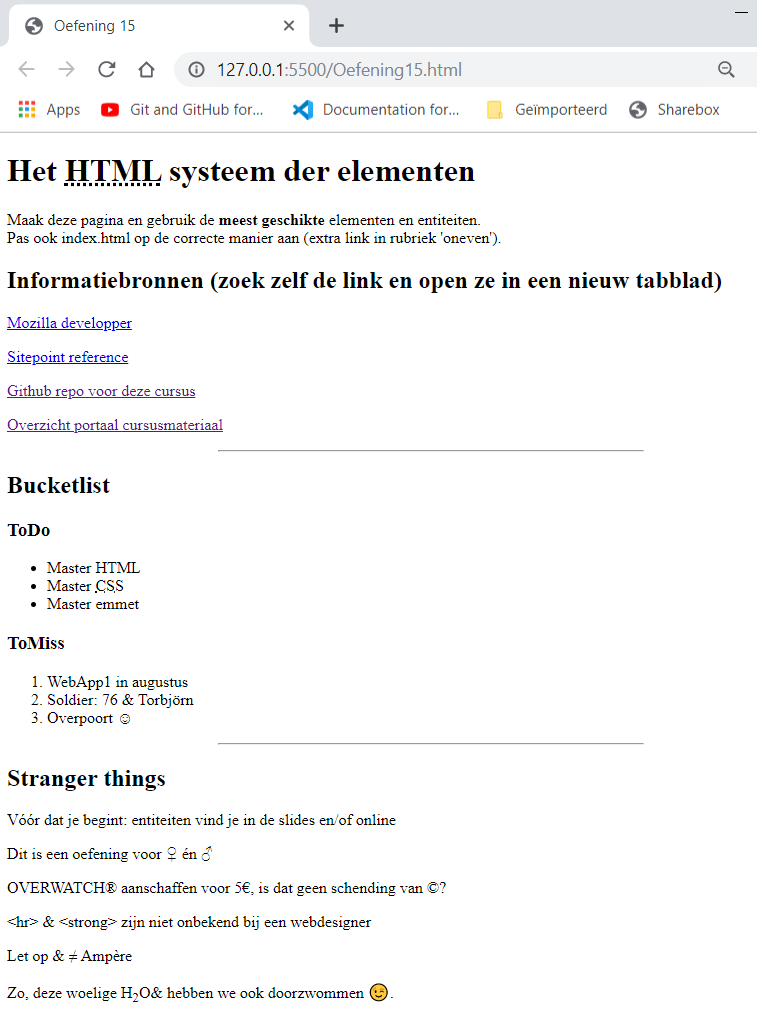 Oefening 15
127.0.0.1:5500/Oefening15.html
Apps Git and GitHub for... Documentation for... Geïmporteerd Sharebox
Het HTML systeem der elementen
Maak deze pagina en gebruik de meest geschikte elementen en entiteiten.
Pas ook index.html op de correcte manier aan (extra link in rubriek 'oneven').
Informatiebronnen (zoek zelf de link en open ze in een nieuw tabblad)
Mozilla developper
Sitepoint reference
Github repo voor deze cursus
Overzicht portaal cursusmateriaal
Bucketlist
ToDo
• Master HTML
• Master CSS
• Master emmet
ToMiss
1. WebApp1 in augustus
2. Soldier: 76 & Torbjörn
3. Overpoort ☺
Stranger things
Vóór dat je begint: entiteiten vind je in de slides en/of online
Dit is een oefening voor ♀ én ♂
OVERWATCH® aanschaffen voor 5€, is dat geen schending van ©?
<hr> & <strong> zijn niet onbekend bij een webdesigner
Let op & ≠ Ampère
Zo, deze woelige H₂O& hebben we ook doorzwommen 😉.